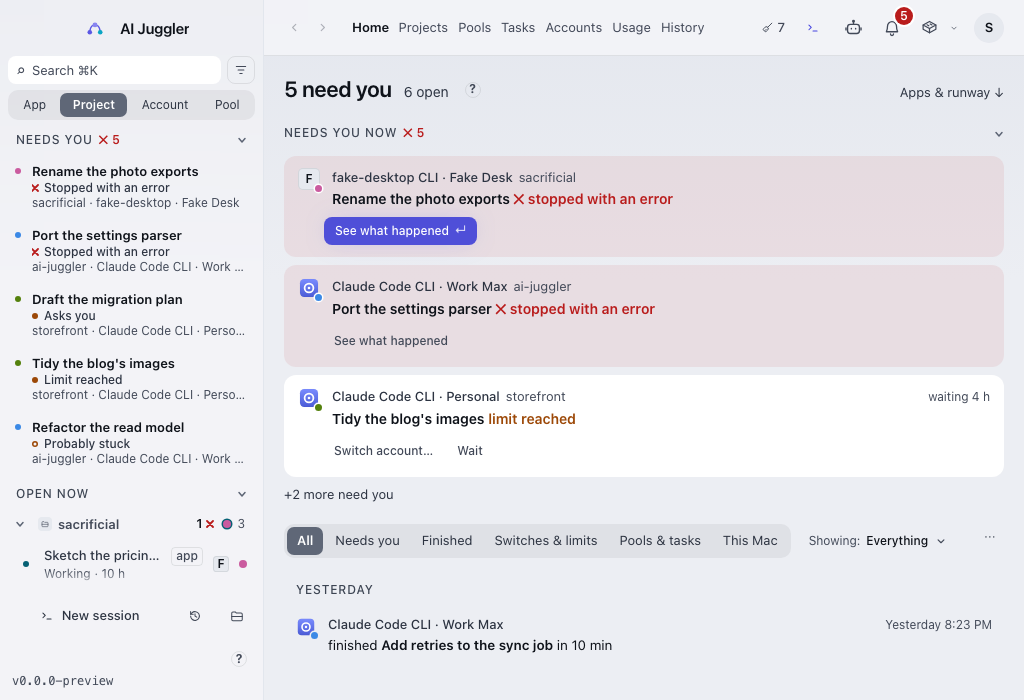 AI Juggler
Search ⌘K
App Project Account Pool
NEEDS YOU ✕ 5
Rename the photo exports
✕ Stopped with an error
sacrificial · fake-desktop · Fake Desk
Port the settings parser
✕ Stopped with an error
ai-juggler · Claude Code CLI · Work ...
Draft the migration plan
Asks you
storefront · Claude Code CLI · Perso...
Tidy the blog's images
Limit reached
storefront · Claude Code CLI · Perso...
Refactor the read model
Probably stuck
ai-juggler · Claude Code CLI · Work ...
OPEN NOW
sacrificial 1 ✕ 3
Sketch the pricin... app F
Working · 10 h
New session
?
v0.0.0-preview
Home Projects Pools Tasks Accounts Usage History 7 5 S
5 need you 6 open ? Apps & runway ↓
NEEDS YOU NOW ✕ 5
F fake-desktop CLI · Fake Desk sacrificial
Rename the photo exports ✕ stopped with an error
See what happened ↵
Claude Code CLI · Work Max ai-juggler
Port the settings parser ✕ stopped with an error
See what happened
Claude Code CLI · Personal storefront waiting 4 h
Tidy the blog's images limit reached
Switch account... Wait
+2 more need you
All Needs you Finished Switches & limits Pools & tasks This Mac Showing: Everything ...
YESTERDAY
Claude Code CLI · Work Max Yesterday 8:23 PM
finished Add retries to the sync job in 10 min